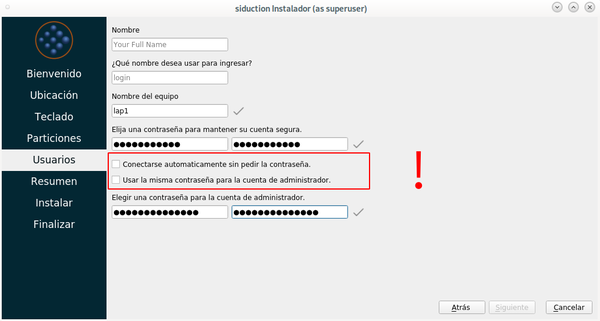 siduction Instalador (as superuser)
Bienvenido
Ubicación
Teclado
Particiones
Usuarios
Resumen
Instalar
Finalizar
Nombre
Your Full Name
¿Qué nombre desea usar para ingresar?
login
Nombre del equipo
lap1
Elija una contraseña para mantener su cuenta segura.
●●●●●●●●●●● ●●●●●●●●●●●
Conectarse automaticamente sin pedir la contraseña.
Usar la misma contraseña para la cuenta de administrador.
!
Elegir una contraseña para la cuenta de administrador.
●●●●●●●●●●●●●● ●●●●●●●●●●●●●●
Atrás Siguiente Cancelar